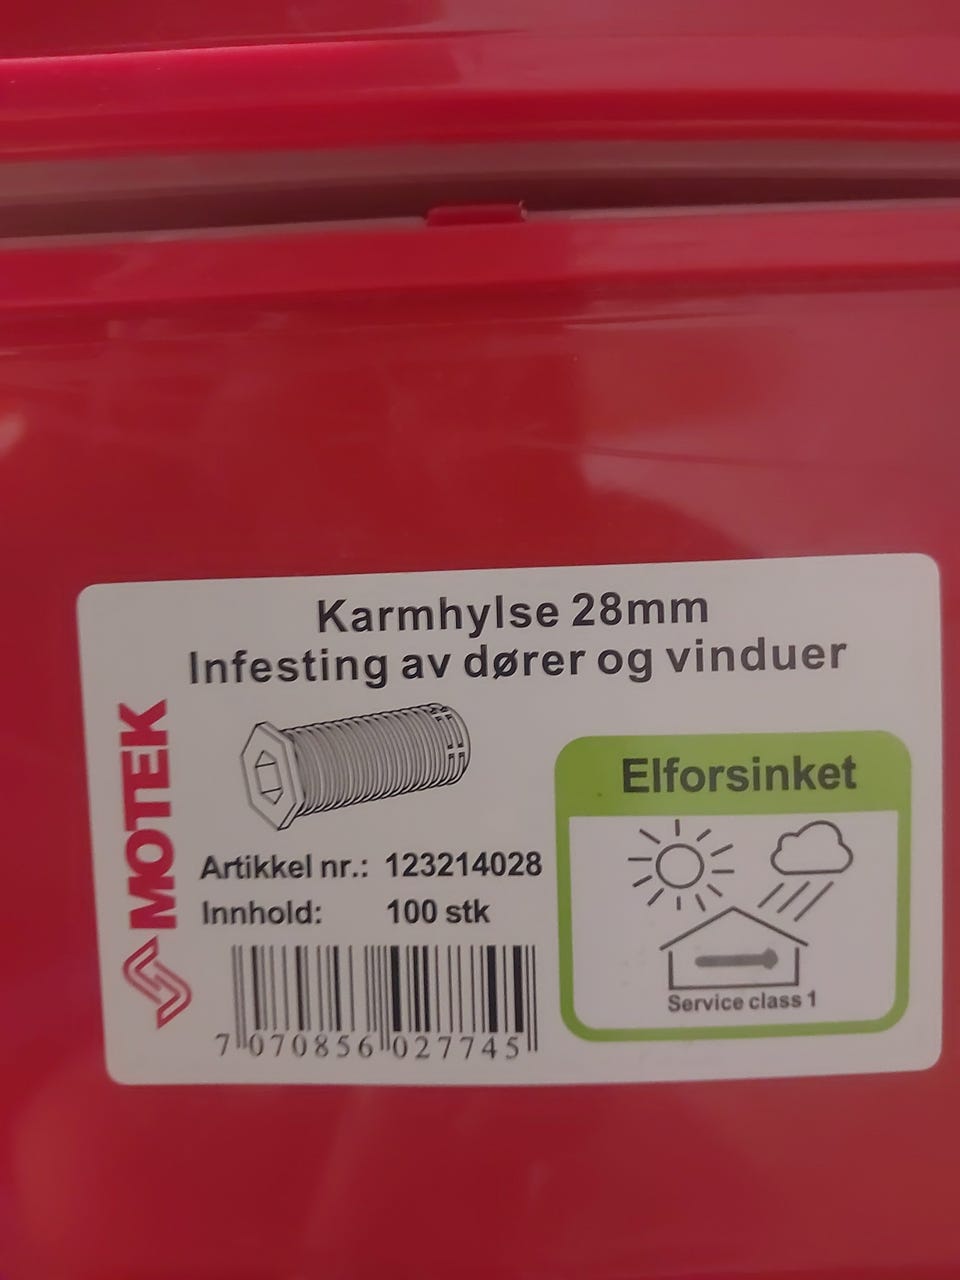 Karmhylse 28mm
Infesting av dører og vinduer
MOTEK
Artikkel nr.: 123214028
Innhold: 100 stk
7 070856 027745
Elforsinket
Service class 1